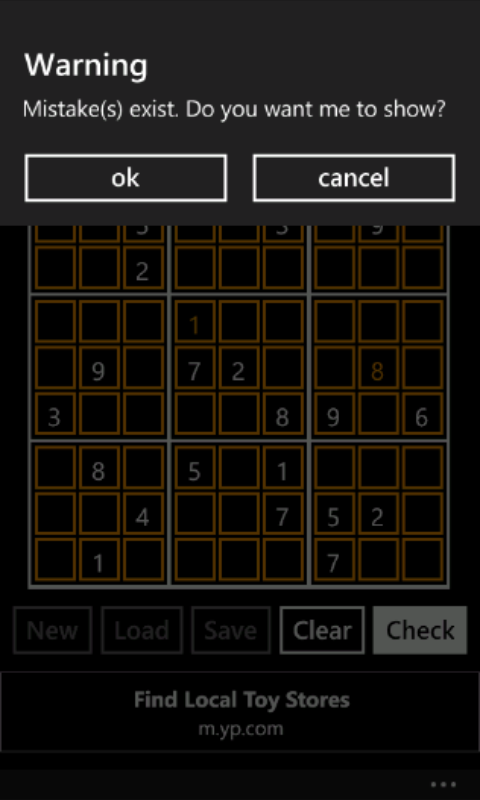 Warning
Mistake(s) exist. Do you want me to show?
ok cancel
5 3 9
2
1
9 7 2 8
3 8 9 6
8 5 1
4 7 5 2
1 7
New Load Save Clear Check
Find Local Toy Stores
m.yp.com